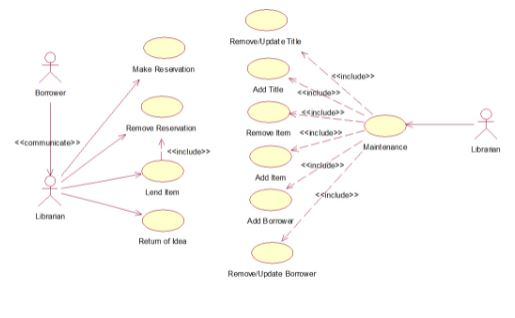 Remove/Update Title
Make Reservation
<<include>>
Borrower
Add Title
<<include>>
<<include>>
Remove Reservation
Remove Item
<<include>>
<<communicate>>
<<include>>
Maintenance
Librarian
<<include>>
Lend Item
Add Item
<<include>>
Librarian
Add Borrower
Return of Idea
Remove/Update Borrower